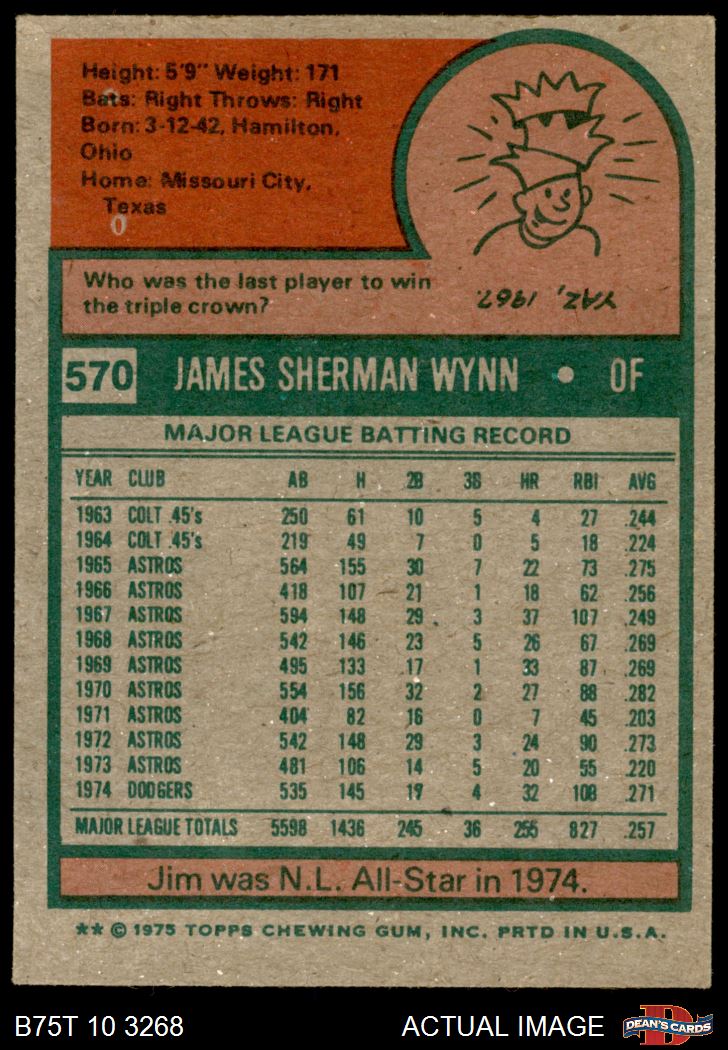 Height: 5'9" Weight: 171
Bats: Right Throws: Right
Born: 3-12-42, Hamilton,
Ohio
Home: Missouri City,
Texas
0
Who was the last player to win
the triple crown?
YAZ, 1967.
570 JAMES SHERMAN WYNN • OF
MAJOR LEAGUE BATTING RECORD
YEAR CLUB AB H 2B 3B HR RBI AVG
1963 COLT .45's 250 61 10 5 4 27 .244
1964 COLT .45's 219 49 7 0 5 18 .224
1965 ASTROS 564 155 30 7 22 73 .275
1966 ASTROS 418 107 21 1 18 62 .256
1967 ASTROS 594 148 29 3 37 107 .249
1968 ASTROS 542 146 23 5 26 67 .269
1969 ASTROS 495 133 17 1 33 87 .269
1970 ASTROS 554 156 32 2 27 88 .282
1971 ASTROS 404 82 16 0 7 45 .203
1972 ASTROS 542 148 29 3 24 90 .273
1973 ASTROS 481 106 14 5 20 55 .220
1974 DODGERS 535 145 17 4 32 108 .271
MAJOR LEAGUE TOTALS 5598 1436 245 36 255 827 .257
Jim was N.L. All-Star in 1974.
** © 1975 TOPPS CHEWING GUM, INC. PRTD IN U.S.A.
B75T 10 3268 ACTUAL IMAGE
D
DEAN'S CARDS